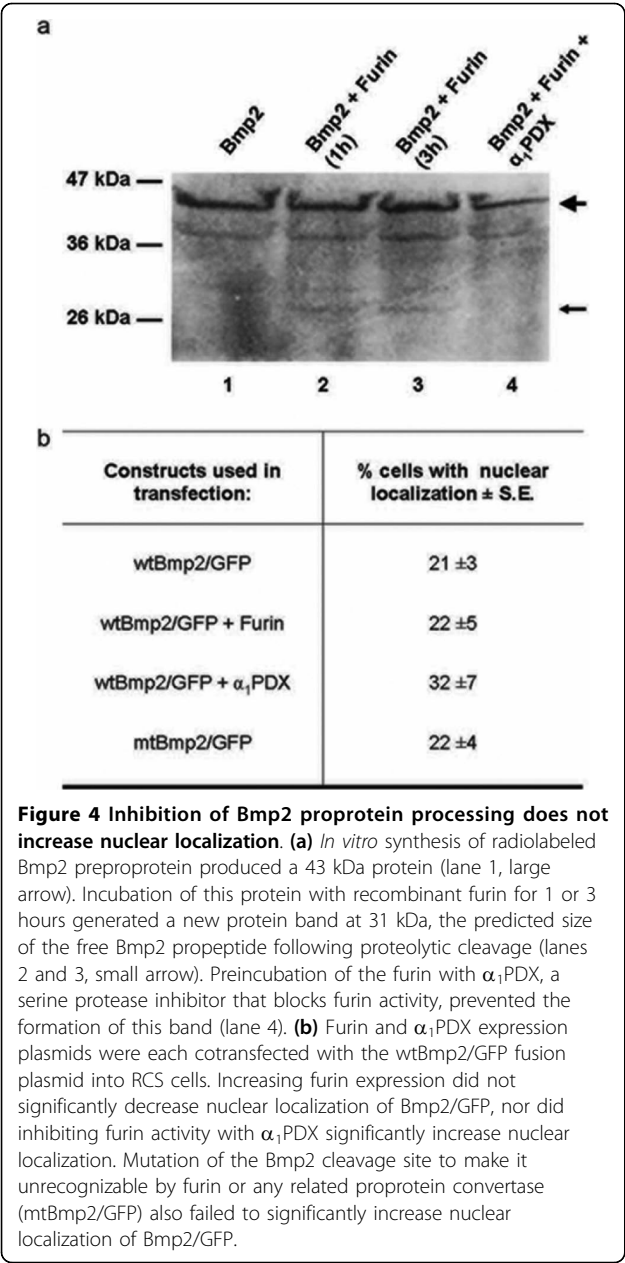 a
Bmp2
Bmp2 + Furin
(1h)
Bmp2 + Furin
(3h)
Bmp2 + Furin +
α₁PDX
47 kDa
36 kDa
26 kDa
1 2 3 4
b
Constructs used in transfection:
% cells with nuclear localization ± S.E.
wtBmp2/GFP 21 ±3
wtBmp2/GFP + Furin 22 ±5
wtBmp2/GFP + α₁PDX 32 ±7
mtBmp2/GFP 22 ±4
Figure 4 Inhibition of Bmp2 proprotein processing does not
increase nuclear localization. (a) In vitro synthesis of radiolabeled
Bmp2 preproprotein produced a 43 kDa protein (lane 1, large
arrow). Incubation of this protein with recombinant furin for 1 or 3
hours generated a new protein band at 31 kDa, the predicted size
of the free Bmp2 propeptide following proteolytic cleavage (lanes
2 and 3, small arrow). Preincubation of the furin with α₁PDX, a
serine protease inhibitor that blocks furin activity, prevented the
formation of this band (lane 4). (b) Furin and α₁PDX expression
plasmids were each cotransfected with the wtBmp2/GFP fusion
plasmid into RCS cells. Increasing furin expression did not
significantly decrease nuclear localization of Bmp2/GFP, nor did
inhibiting furin activity with α₁PDX significantly increase nuclear
localization. Mutation of the Bmp2 cleavage site to make it
unrecognizable by furin or any related proprotein convertase
(mtBmp2/GFP) also failed to significantly increase nuclear
localization of Bmp2/GFP.